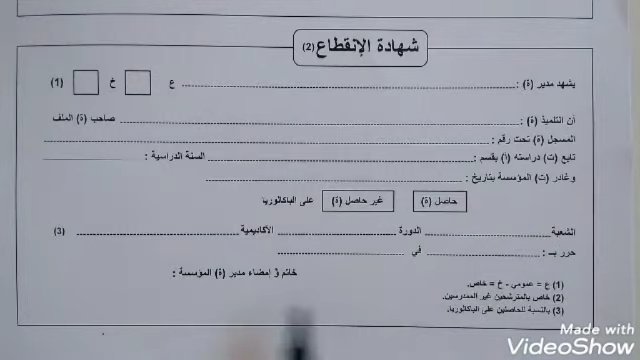 شهادة الإنقطاع (2)
يشهد مدير (ة) : ع خ (1)
أن التلميذ (ة) : صاحب (ة) الملف
المسجل (ة) تحت رقم :
تابع (ت) دراسته (ا) بقسم : السنة الدراسية :
وغادر (ت) المؤسسة بتاريخ :
حاصل (ة) غير حاصل (ة) على الباكالوريا
الشعبة الدورة الأكاديمية (3)
حرر بـ : في
خاتم و إمضاء مدير (ة) المؤسسة :
(1) ع = عمومي - خ = خاص.
(2) خاص بالمترشحين غير الممدرسين.
(3) بالنسبة للحاصلين على الباكالوريا.
Made with
VideoShow